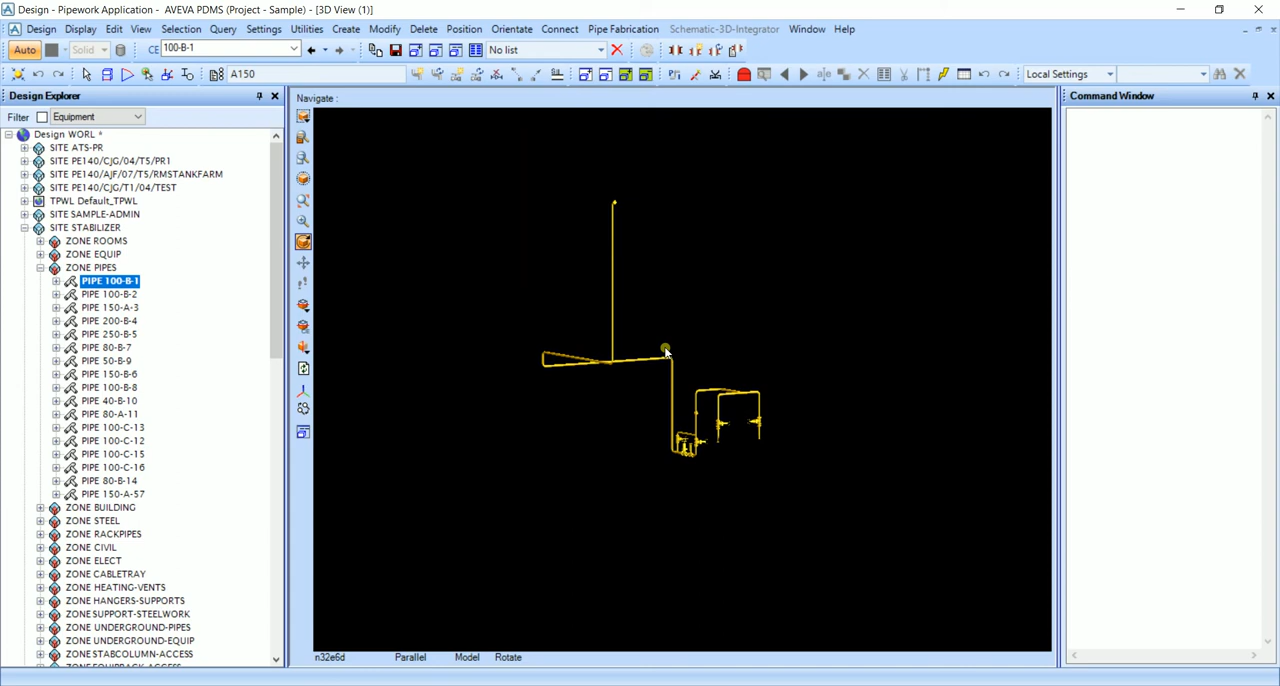 Design - Pipework Application - AVEVA PDMS (Project - Sample) - [3D View (1)]
Design Display Edit View Selection Query Settings Utilities Create Modify Delete Position Orientate Connect Pipe Fabrication Schematic-3D-Integrator Window Help
Auto Solid CE 100-B-1 No list
A150 Local Settings
Design Explorer
Navigate :
Command Window
Filter Equipment
Design WORL *
SITE ATS-PR
SITE PE140/CJG/04/T5/PR1
SITE PE140/AJF/07/T5/RMSTANKFARM
SITE PE140/CJG/T1/04/TEST
TPWL Default_TPWL
SITE SAMPLE-ADMIN
SITE STABILIZER
ZONE ROOMS
ZONE EQUIP
ZONE PIPES
PIPE 100-B-1
PIPE 100-B-2
PIPE 150-A-3
PIPE 200-B-4
PIPE 250-B-5
PIPE 80-B-7
PIPE 50-B-9
PIPE 150-B-6
PIPE 100-B-8
PIPE 40-B-10
PIPE 80-A-11
PIPE 100-C-13
PIPE 100-C-12
PIPE 100-C-15
PIPE 100-C-16
PIPE 80-B-14
PIPE 150-A-57
ZONE BUILDING
ZONE STEEL
ZONE RACKPIPES
ZONE CIVIL
ZONE ELECT
ZONE CABLETRAY
ZONE HEATING-VENTS
ZONE HANGERS-SUPPORTS
ZONE SUPPORT-STEELWORK
ZONE UNDERGROUND-PIPES
ZONE UNDERGROUND-EQUIP
ZONE STABCOLUMN-ACCESS
ZONE EQUIPRACK-ACCESS
n32e6d Parallel Model Rotate